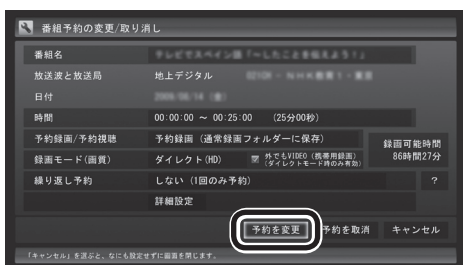 番組予約の変更/取り消し
番組名
放送波と放送局 地上デジタル
日付
時間 00:00:00 ～ 00:25:00 (25分00秒)
予約録画/予約視聴 予約録画 (通常録画フォルダーに保存)
録画可能時間
86時間27分
録画モード(画質) ダイレクト(HD) 外でもVIDEO (携帯用録画)
(ダイレクトモード時のみ有効)
繰り返し予約 しない (1回のみ予約) ?
詳細設定
予約を変更 予約を取消 キャンセル
「キャンセル」を選ぶと、なにも設定せずに画面を閉じます。